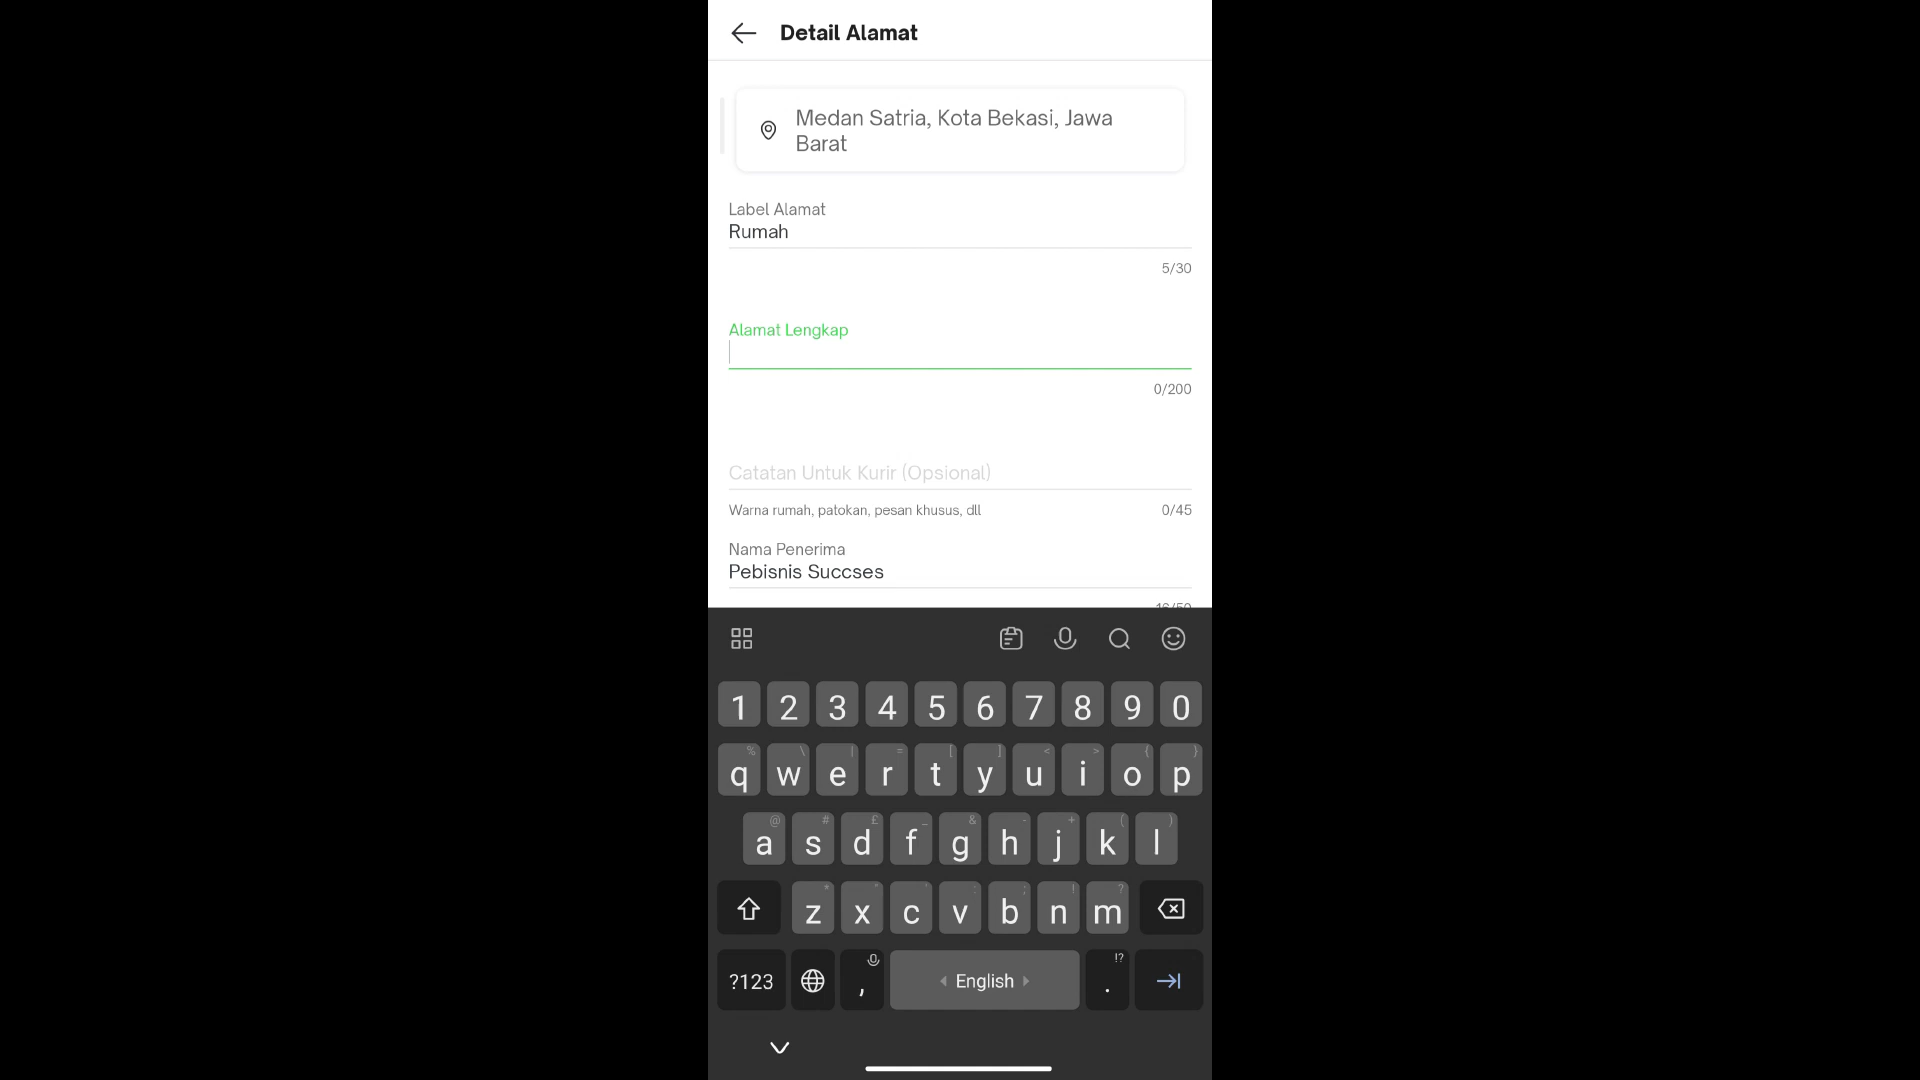 Detail Alamat
Medan Satria, Kota Bekasi, Jawa
Barat
Label Alamat
Rumah
5/30
Alamat Lengkap
0/200
Catatan Untuk Kurir (Opsional)
Warna rumah, patokan, pesan khusus, dll 0/45
Nama Penerima
Pebisnis Succses
16/50
1 2 3 4 5 6 7 8 9 0
% \ | = [ ] < > { }
q w e r t y u i o p
@ # £ _ & - + ( )
a s d f g h j k l
* " ' : ; ! ?
z x c v b n m
!?
?123 , English .